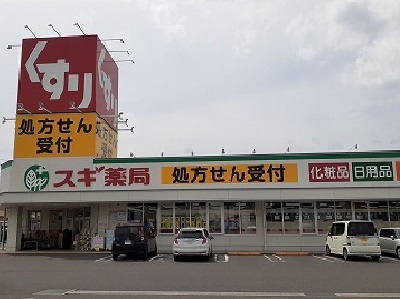 くすり
処方せん
受付
スギ薬局
処方せん受付
化粧品
日用品